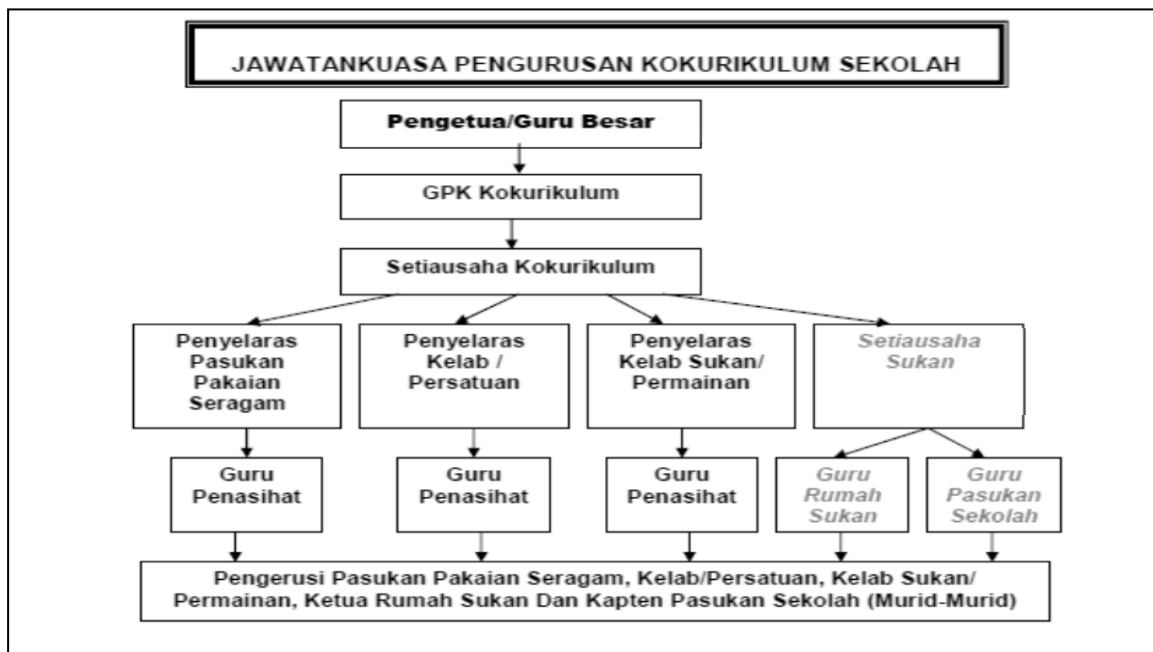 JAWATANKUASA PENGURUSAN KOKURIKULUM SEKOLAH
Pengetua/Guru Besar
GPK Kokurikulum
Setiausaha Kokurikulum
Penyelaras
Pasukan
Pakaian
Seragam
Penyelaras
Kelab /
Persatuan
Penyelaras
Kelab Sukan/
Permainan
Setiausaha
Sukan
Guru
Penasihat
Guru
Penasihat
Guru
Penasihat
Guru
Rumah
Sukan
Guru
Pasukan
Sekolah
Pengerusi Pasukan Pakaian Seragam, Kelab/Persatuan, Kelab Sukan/
Permainan, Ketua Rumah Sukan Dan Kapten Pasukan Sekolah (Murid-Murid)